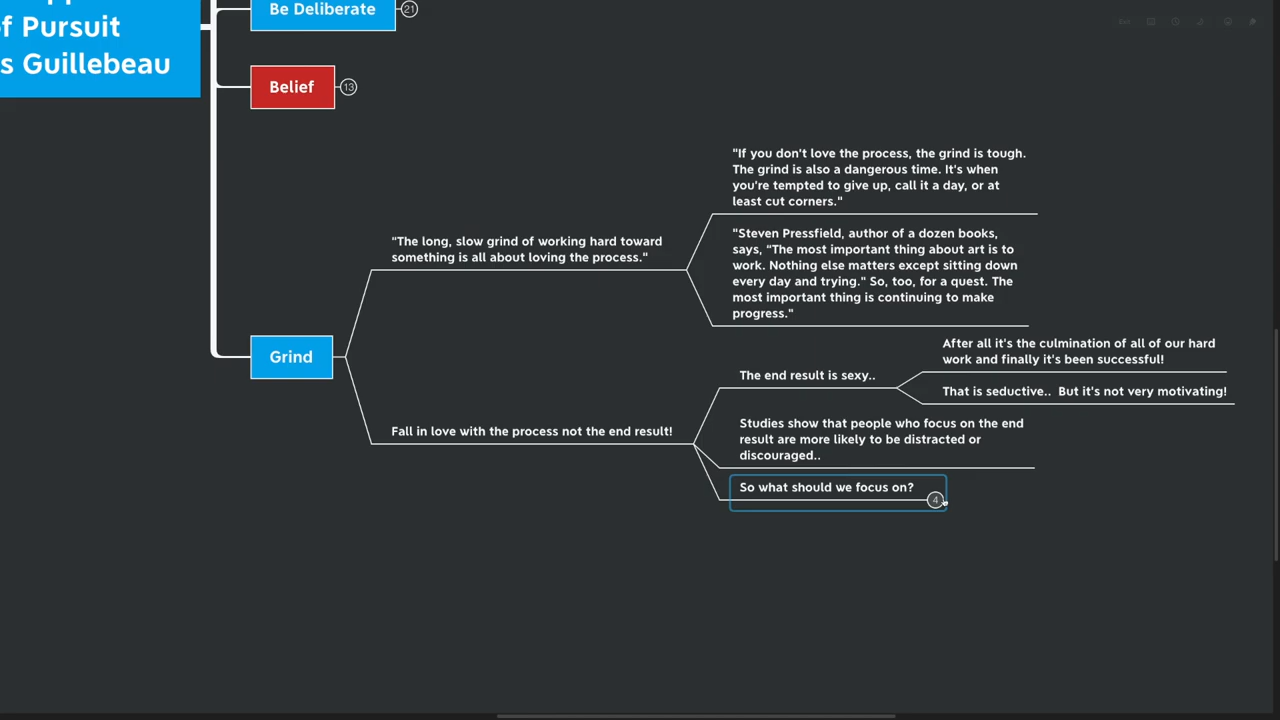 f Pursuit
s Guillebeau
Be Deliberate
21
Belief
13
Grind
"The long, slow grind of working hard toward
something is all about loving the process."
"If you don't love the process, the grind is tough.
The grind is also a dangerous time. It's when
you're tempted to give up, call it a day, or at
least cut corners."
"Steven Pressfield, author of a dozen books,
says, "The most important thing about art is to
work. Nothing else matters except sitting down
every day and trying." So, too, for a quest. The
most important thing is continuing to make
progress."
Fall in love with the process not the end result!
The end result is sexy..
After all it's the culmination of all of our hard
work and finally it's been successful!
That is seductive..  But it's not very motivating!
Studies show that people who focus on the end
result are more likely to be distracted or
discouraged..
So what should we focus on?
4